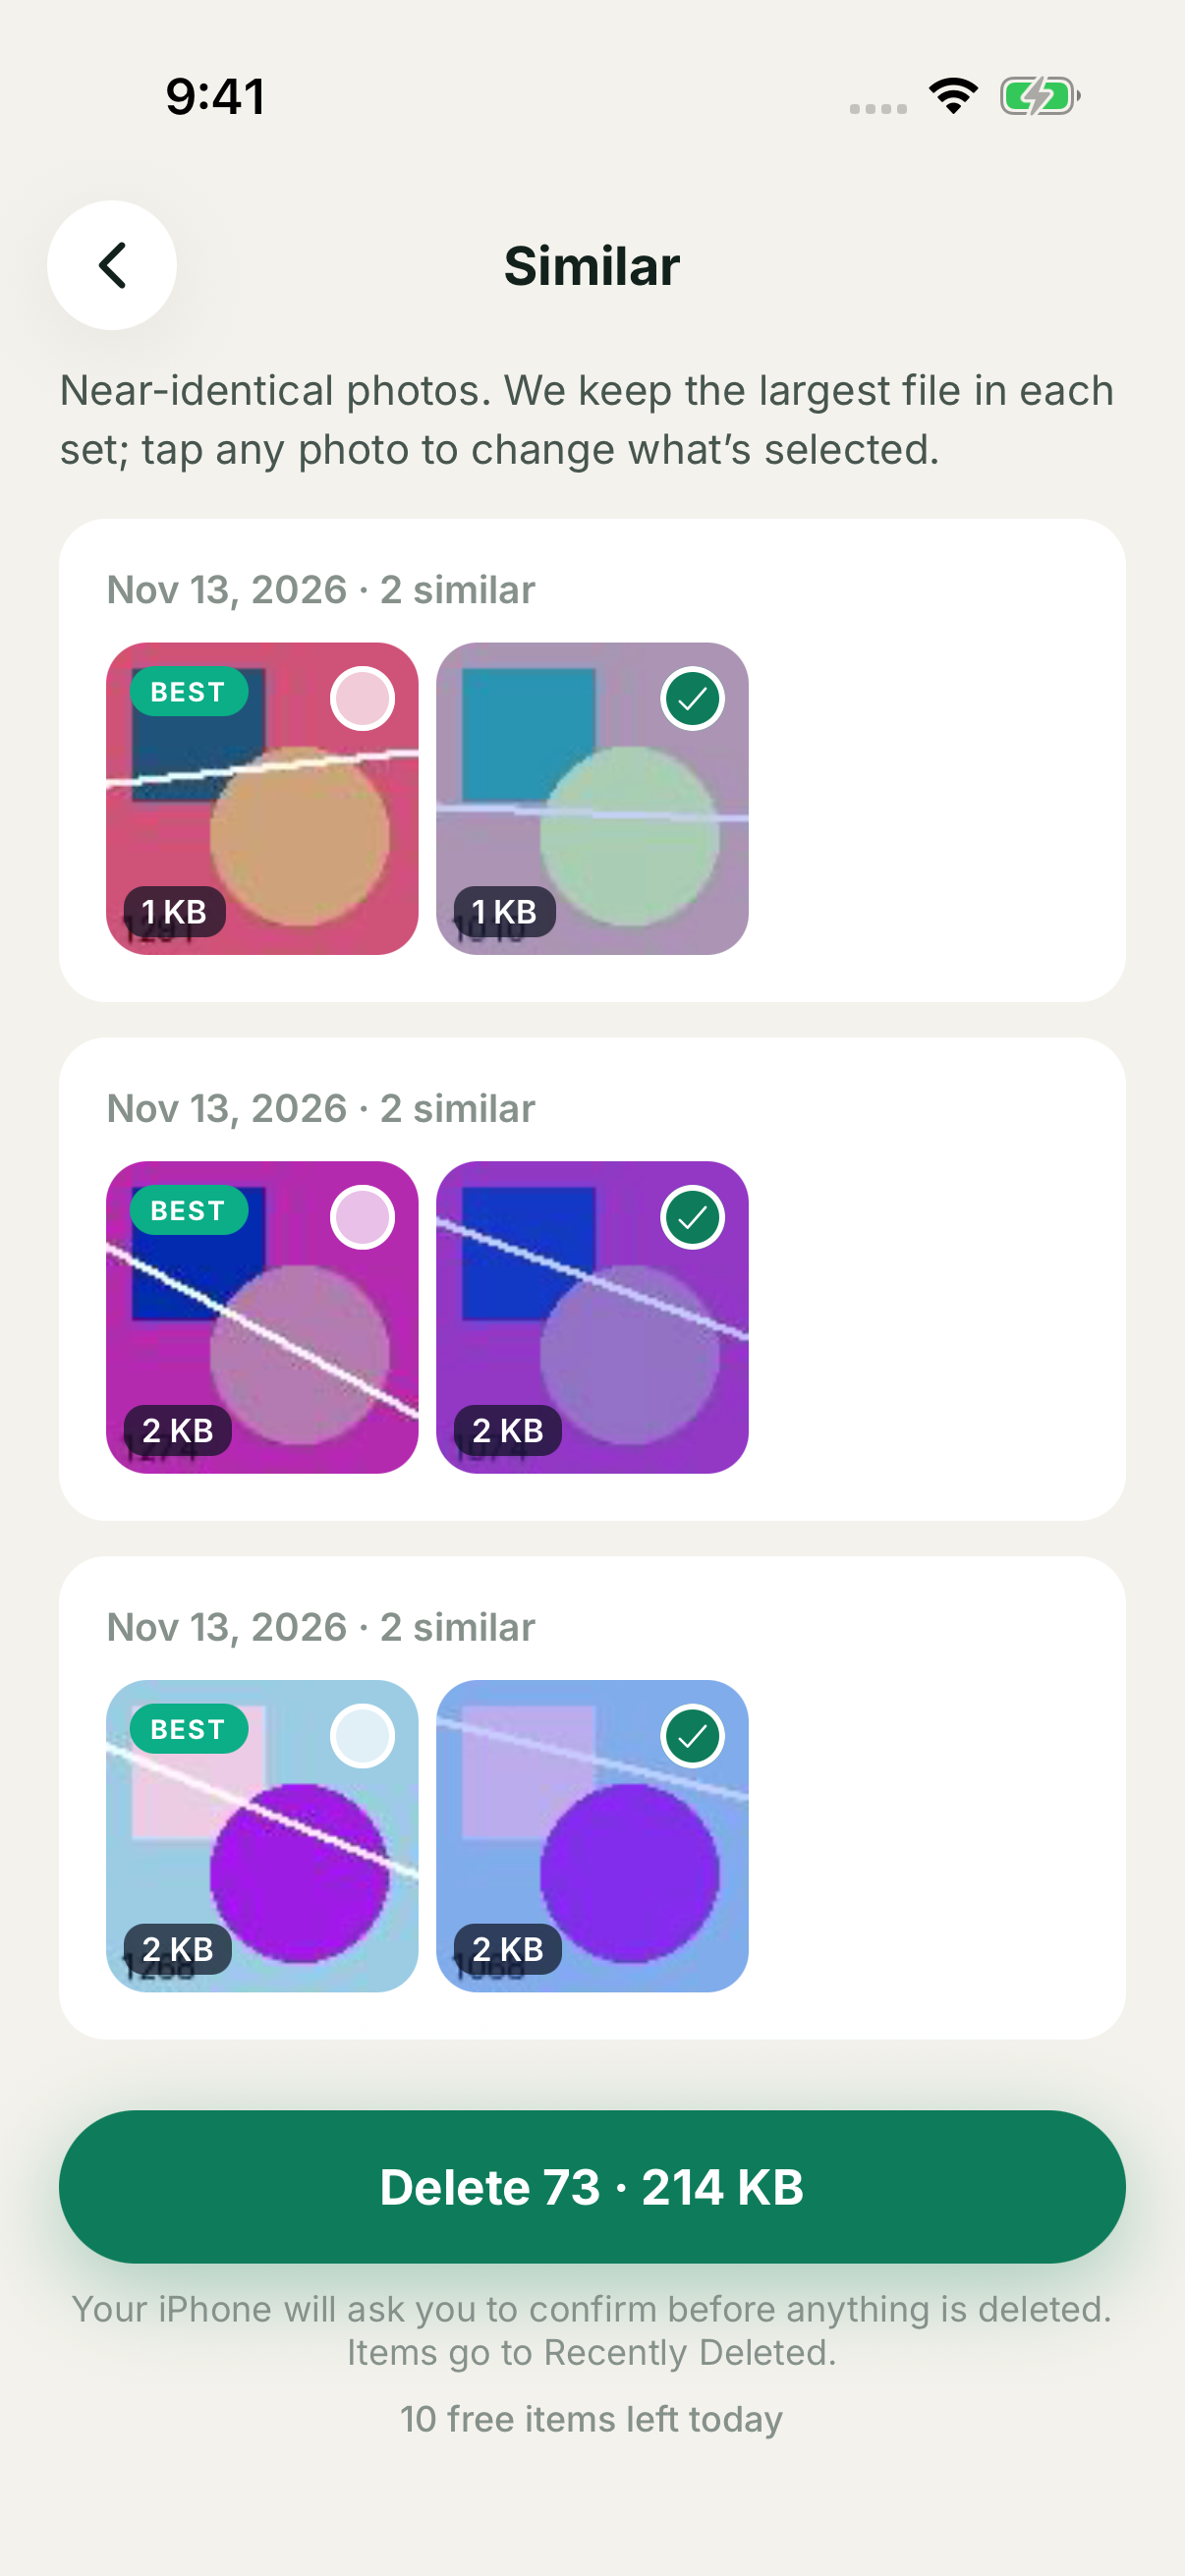 9:41
Similar
Near-identical photos. We keep the largest file in each
set; tap any photo to change what’s selected.
Nov 13, 2026 · 2 similar
BEST
1 KB
1 KB
Nov 13, 2026 · 2 similar
BEST
2 KB
2 KB
Nov 13, 2026 · 2 similar
BEST
2 KB
2 KB
Delete 73 · 214 KB
Your iPhone will ask you to confirm before anything is deleted.
Items go to Recently Deleted.
10 free items left today